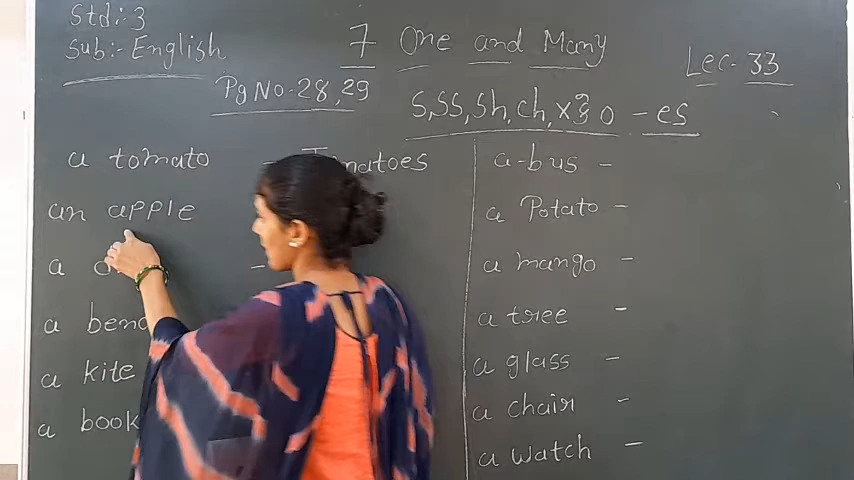 Std:-3
Sub:- English
7 One and Many
Lec- 33
Pg No-28,29
S,SS,Sh,ch,x,z,o - es
a tomato - Tomatoes
an apple
a
a
a kite
a book
a-bus -
a Potato -
a mango -
a tree -
a glass -
a chair -
a watch -